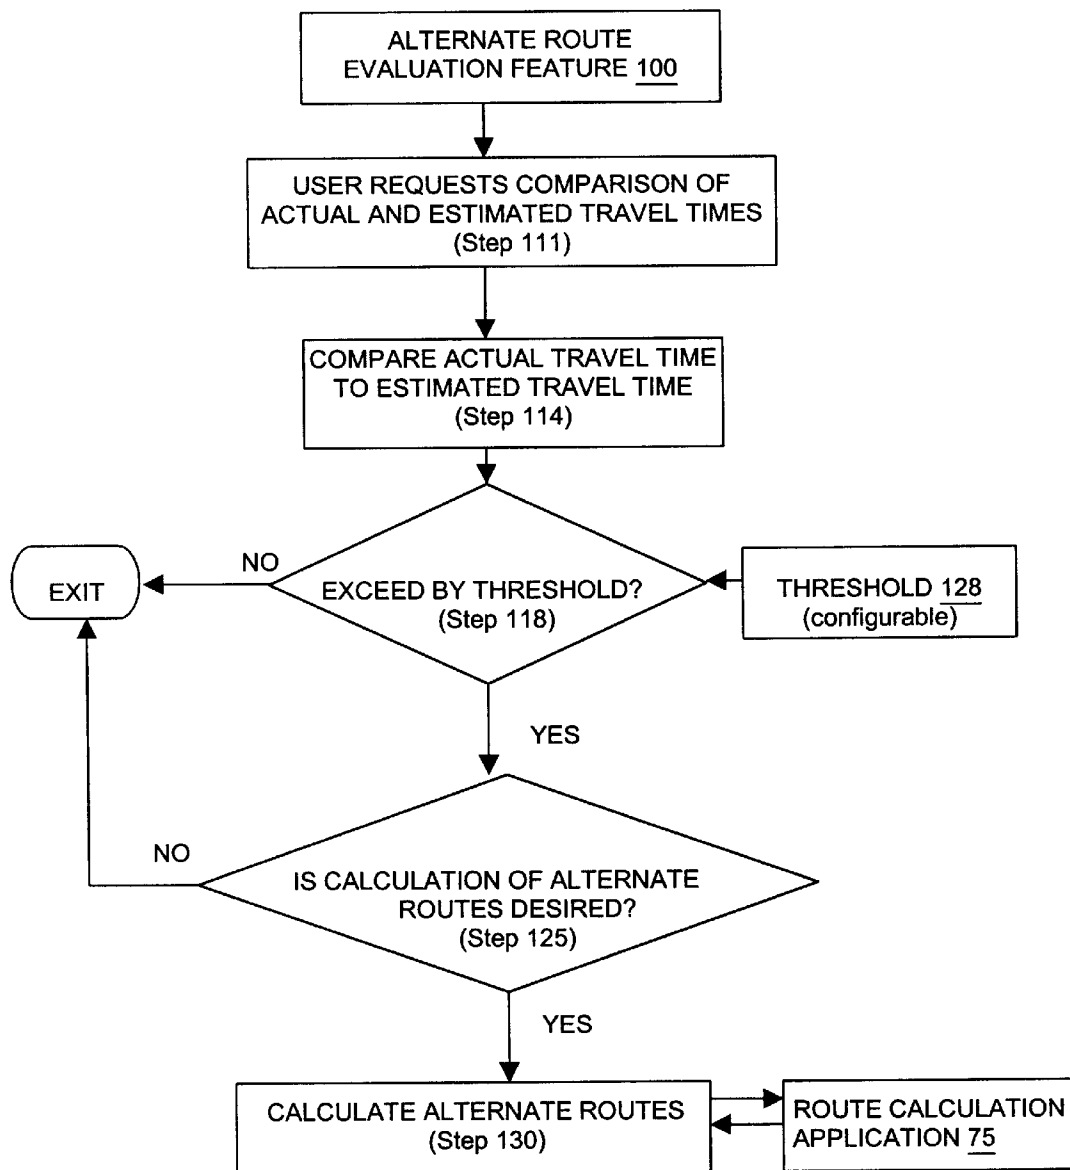 ALTERNATE ROUTE
EVALUATION FEATURE 100
USER REQUESTS COMPARISON OF
ACTUAL AND ESTIMATED TRAVEL TIMES
(Step 111)
COMPARE ACTUAL TRAVEL TIME
TO ESTIMATED TRAVEL TIME
(Step 114)
NO
EXIT
EXCEED BY THRESHOLD?
(Step 118)
THRESHOLD 128
(configurable)
YES
NO
IS CALCULATION OF ALTERNATE
ROUTES DESIRED?
(Step 125)
YES
CALCULATE ALTERNATE ROUTES
(Step 130)
ROUTE CALCULATION
APPLICATION 75